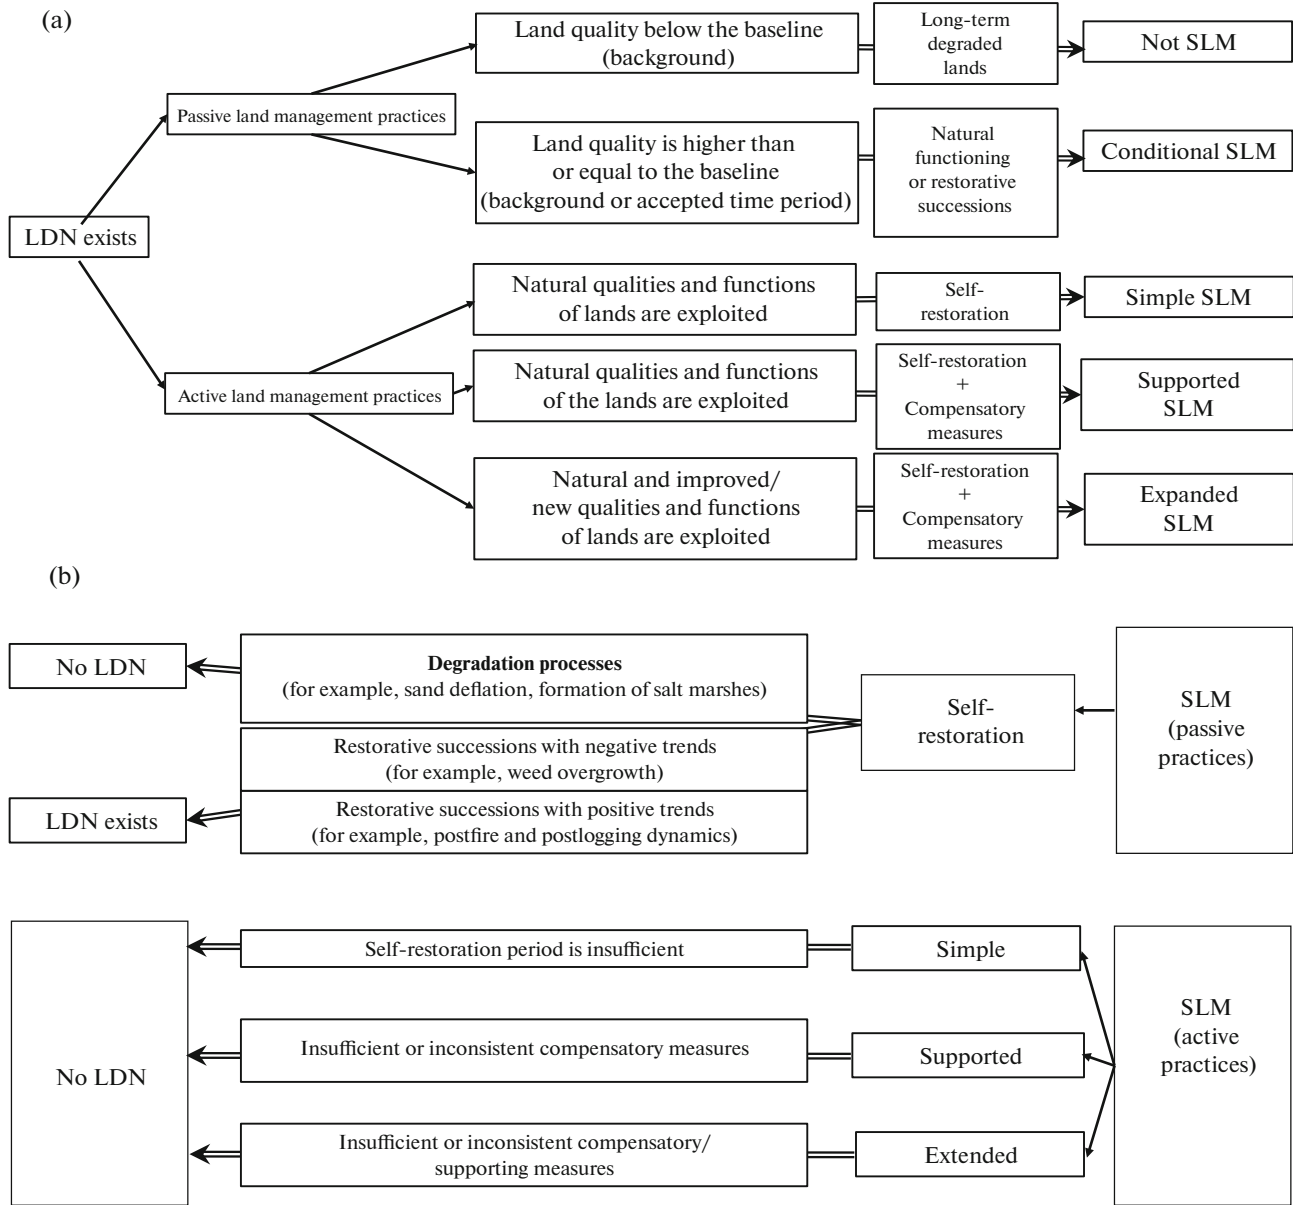 (a)
Land quality below the baseline
(background)
Long-term
degraded
lands
Not SLM
Passive land management practices
Land quality is higher than
or equal to the baseline
(background or accepted time period)
Natural
functioning
or restorative
successions
Conditional SLM
LDN exists
Natural qualities and functions
of lands are exploited
Self-
restoration
Simple SLM
Active land management practices
Natural qualities and functions
of the lands are exploited
Self-restoration
+
Compensatory
measures
Supported
SLM
Natural and improved/
new qualities and functions
of lands are exploited
Self-restoration
+
Compensatory
measures
Expanded
SLM
(b)
No LDN
Degradation processes
(for example, sand deflation, formation of salt marshes)
Self-
restoration
SLM
(passive
practices)
Restorative successions with negative trends
(for example, weed overgrowth)
LDN exists
Restorative successions with positive trends
(for example, postfire and postlogging dynamics)
No LDN
Self-restoration period is insufficient
Simple
SLM
(active
practices)
Insufficient or inconsistent compensatory measures
Supported
Insufficient or inconsistent compensatory/
supporting measures
Extended